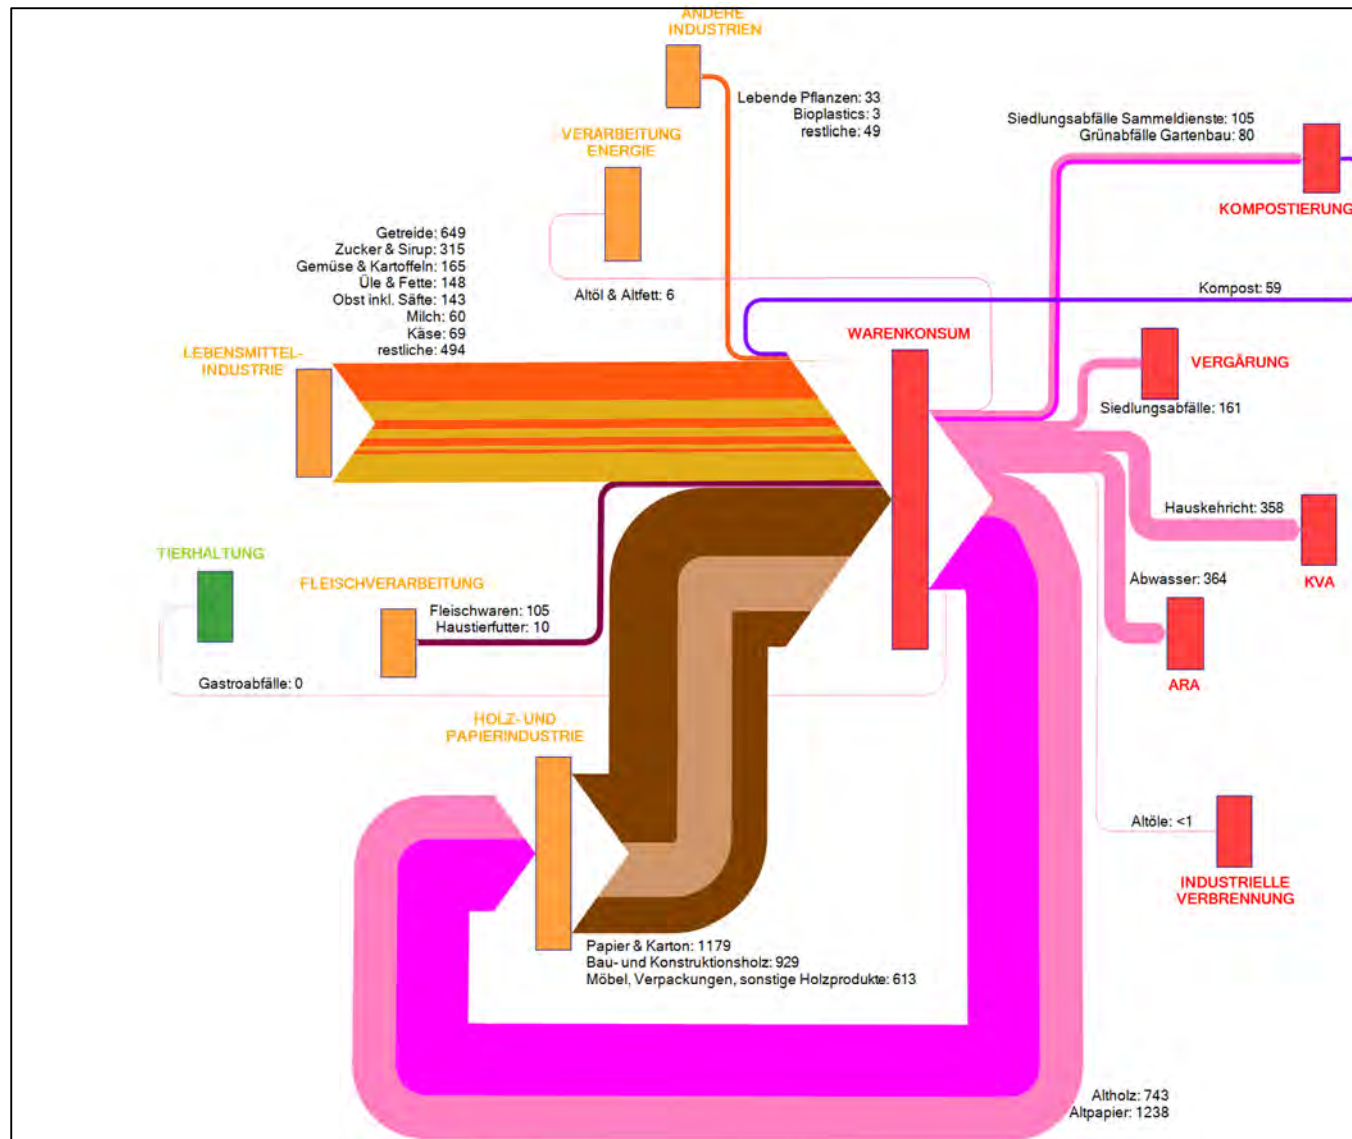 ANDERE
INDUSTRIEN
Lebende Pflanzen: 33
Bioplastics: 3
restliche: 49
Siedlungsabfälle Sammeldienste: 105
Grünabfälle Gartenbau: 80
VERARBEITUNG
ENERGIE
KOMPOSTIERUNG
Getreide: 649
Zucker & Sirup: 315
Gemüse & Kartoffeln: 165
Üle & Fette: 148
Obst inkl. Säfte: 143
Milch: 60
Käse: 69
restliche: 494
Altöl & Altfett: 6
Kompost: 59
WARENKONSUM
LEBENSMITTEL-
INDUSTRIE
VERGÄRUNG
Siedlungsabfälle: 161
Hauskehricht: 358
KVA
TIERHALTUNG
FLEISCHVERARBEITUNG
Fleischwaren: 105
Haustierfutter: 10
Abwasser: 364
ARA
Gastroabfälle: 0
HOLZ- UND
PAPIERINDUSTRIE
Altöle: <1
INDUSTRIELLE
VERBRENNUNG
Papier & Karton: 1179
Bau- und Konstruktionsholz: 929
Möbel, Verpackungen, sonstige Holzprodukte: 613
Altholz: 743
Altpapier: 1238